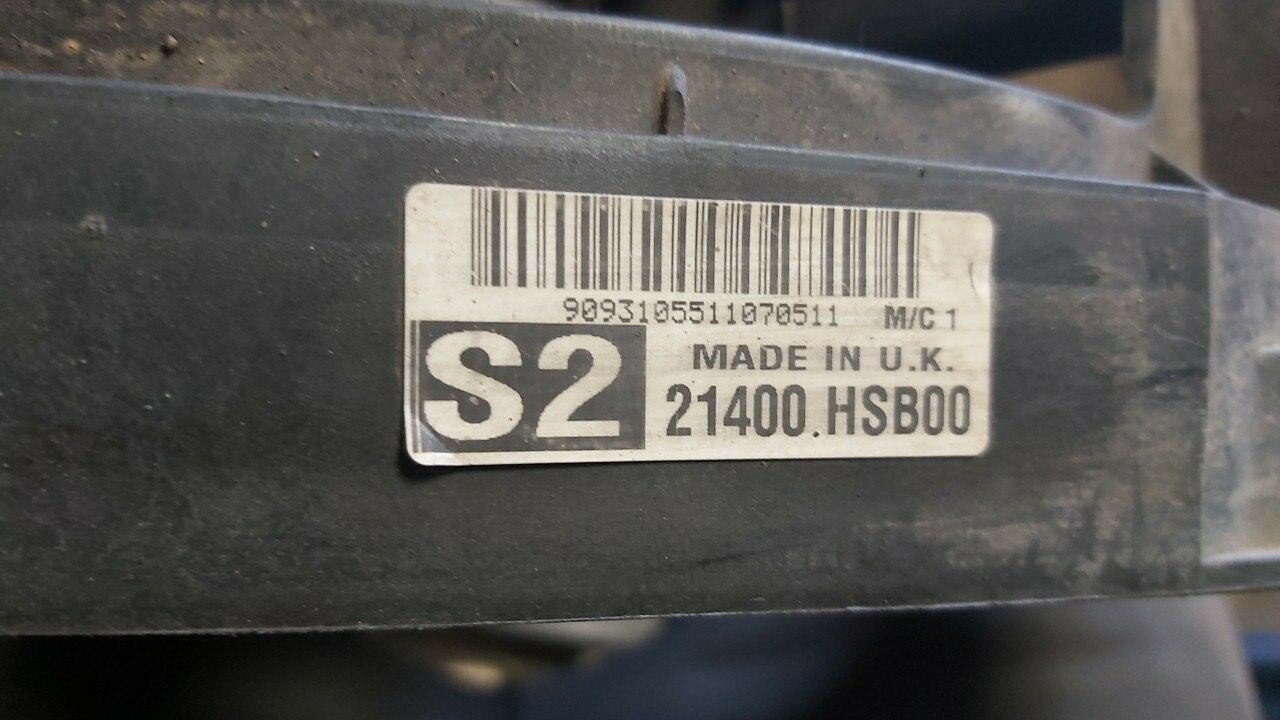 9093105511070511 M/C 1
S2
MADE IN U.K.
21400.HSB00